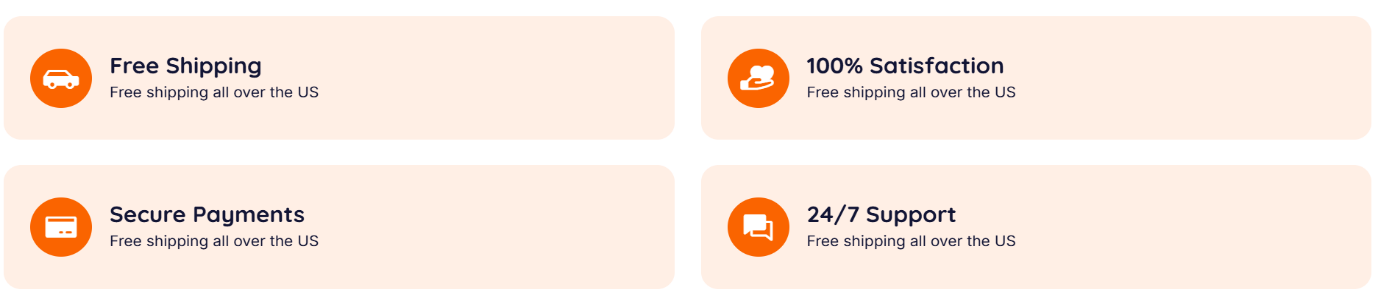 Free Shipping
Free shipping all over the US
100% Satisfaction
Free shipping all over the US
Secure Payments
Free shipping all over the US
24/7 Support
Free shipping all over the US